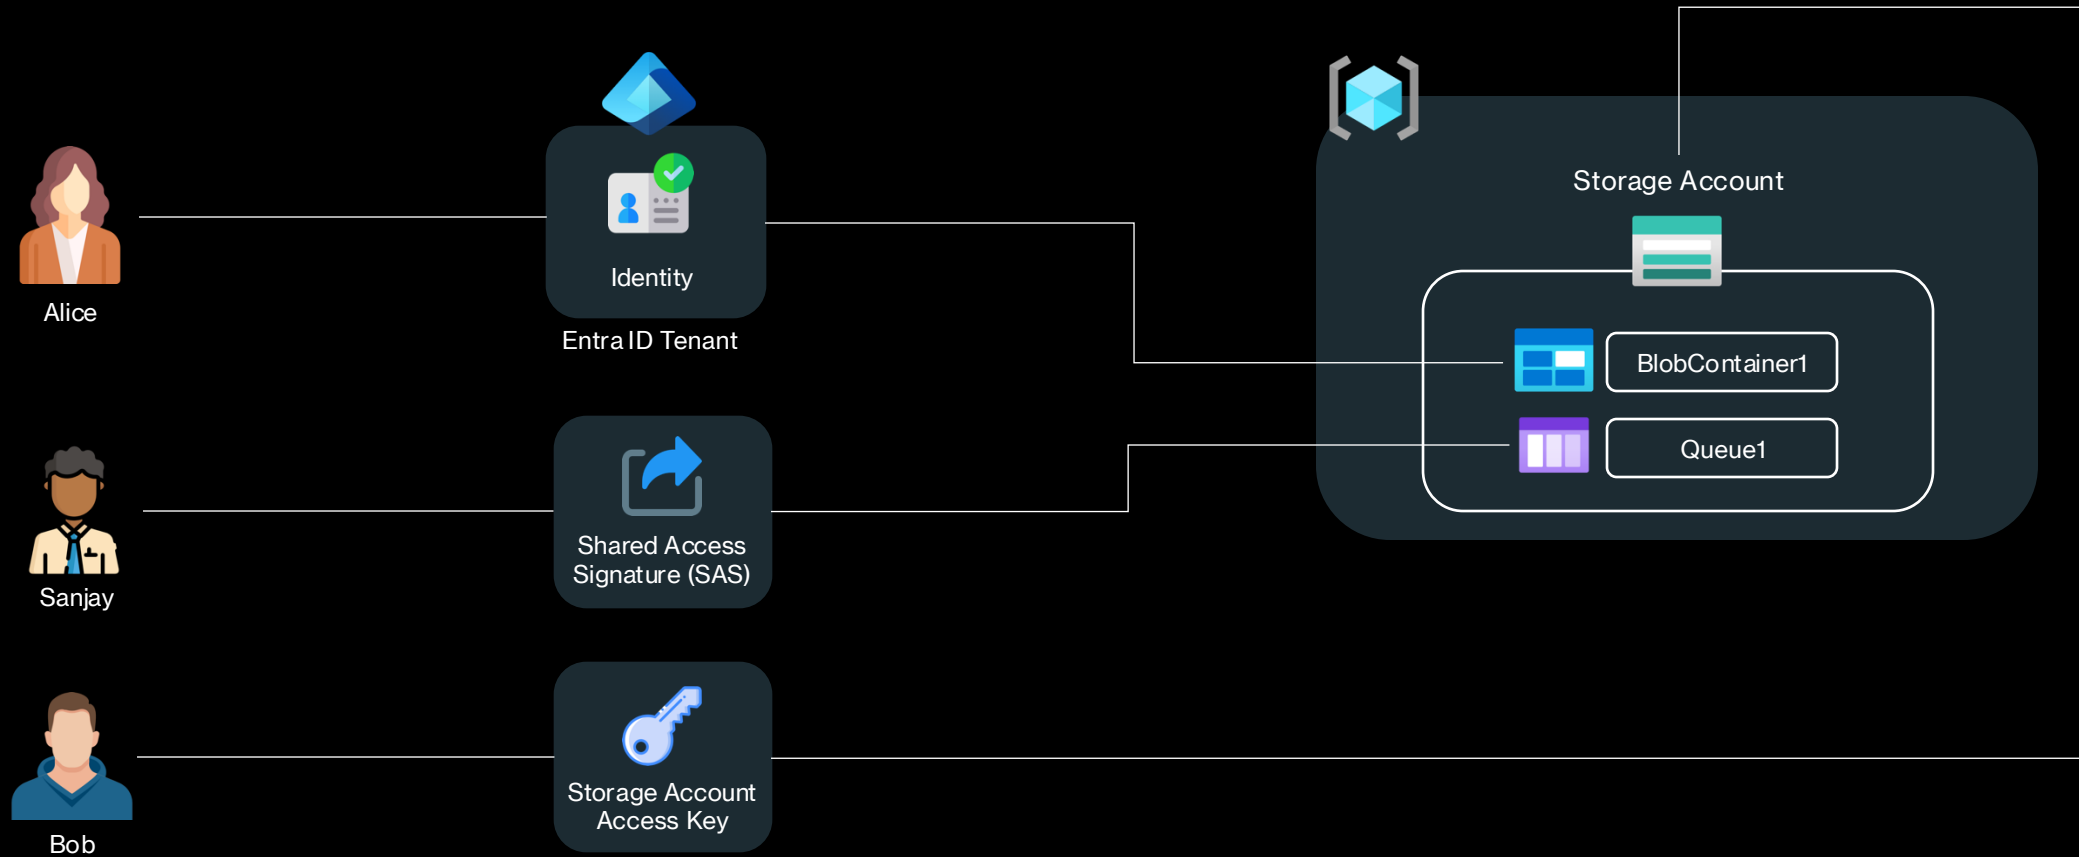 Alice
Identity
Entra ID Tenant
Storage Account
BlobContainer1
Queue1
Sanjay
Shared Access
Signature (SAS)
Bob
Storage Account
Access Key